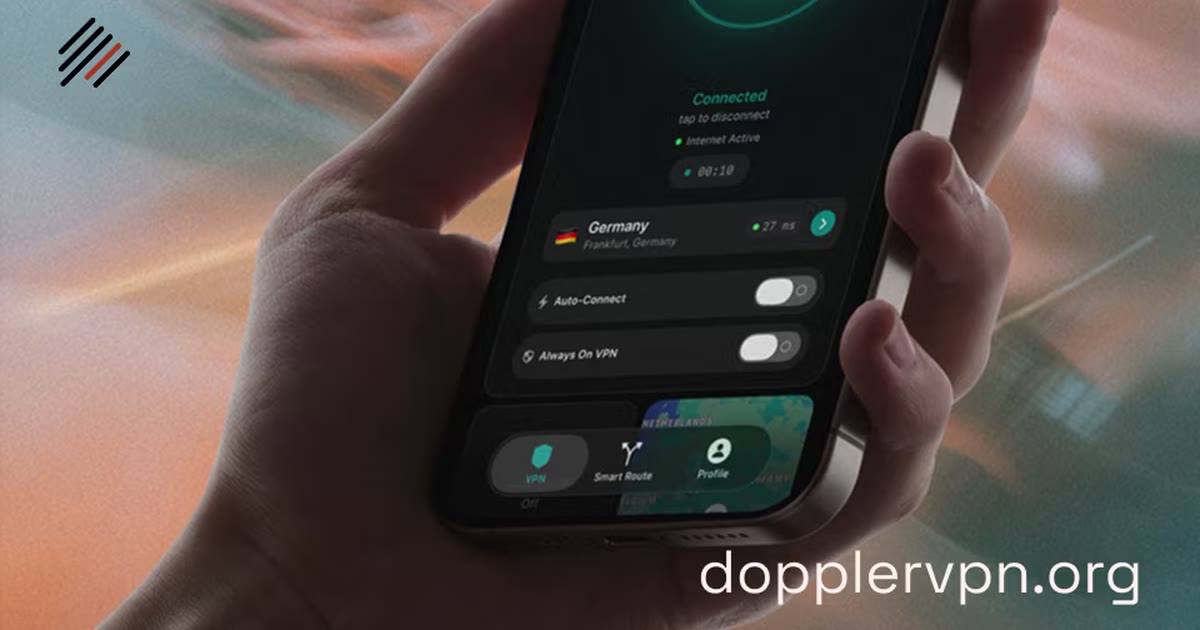 Connected
tap to disconnect
Internet Active
00:10
Germany
Frankfurt, Germany
27 ms
Auto-Connect
Always On VPN
NETHERLANDS
VPN
Smart Route
Profile
Off
dopplervpn.org